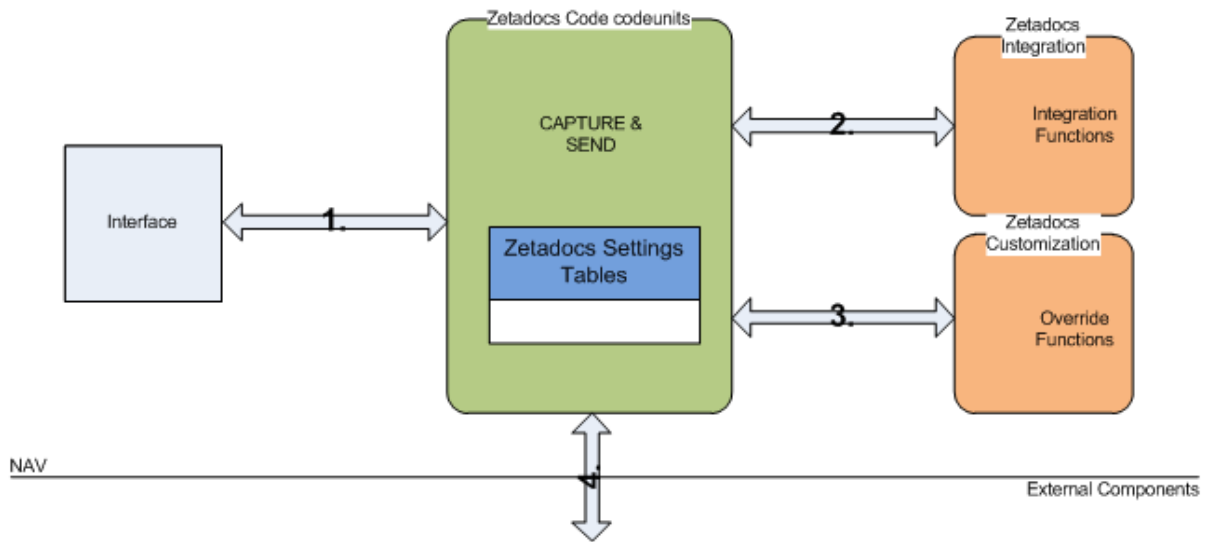 Zetadocs Code codeunits
Zetadocs
Integration
CAPTURE &
SEND
2.
Integration
Functions
Interface
1.
Zetadocs Settings
Tables
Zetadocs
Customization
3.
Override
Functions
4.
NAV
External Components